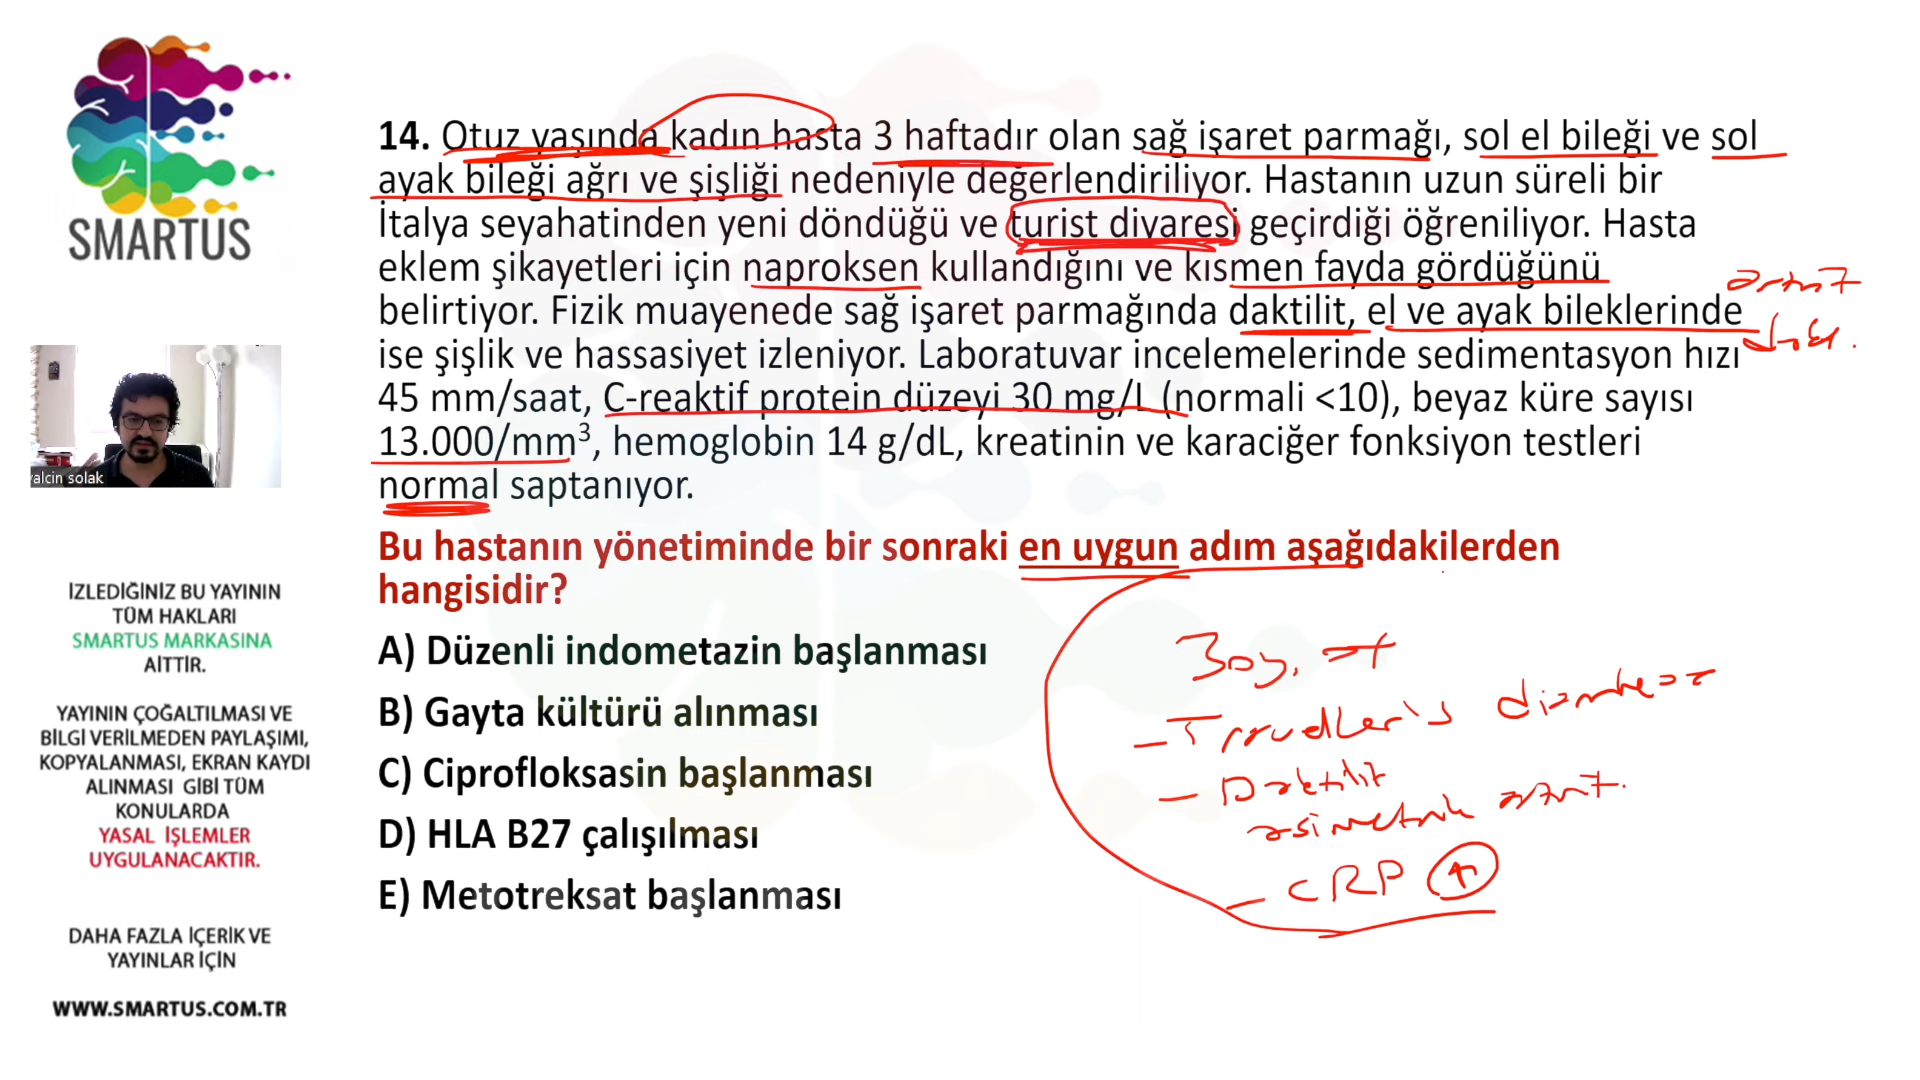 SMARTUS
14. Otuz yaşında kadın hasta 3 haftadır olan sağ işaret parmağı, sol el bileği ve sol
ayak bileği ağrı ve şişliği nedeniyle değerlendiriliyor. Hastanın uzun süreli bir
İtalya seyahatinden yeni döndüğü ve turist diyaresi geçirdiği öğreniliyor. Hasta
eklem şikayetleri için naproksen kullandığını ve kısmen fayda gördüğünü
belirtiyor. Fizik muayenede sağ işaret parmağında daktilit, el ve ayak bileklerinde
ise şişlik ve hassasiyet izleniyor. Laboratuvar incelemelerinde sedimentasyon hızı
45 mm/saat, C-reaktif protein düzeyi 30 mg/L (normali <10), beyaz küre sayısı
13.000/mm³, hemoglobin 14 g/dL, kreatinin ve karaciğer fonksiyon testleri
normal saptanıyor.
Bu hastanın yönetiminde bir sonraki en uygun adım aşağıdakilerden
hangisidir?
A) Düzenli indometazin başlanması
B) Gayta kültürü alınması
C) Ciprofloksasin başlanması
D) HLA B27 çalışılması
E) Metotreksat başlanması
artrit
30y.
- Daktilit
asimetrik artrit.
- CRP ↑
yalcin solak
İZLEDİĞİNİZ BU YAYININ
TÜM HAKLARI
SMARTUS MARKASINA
AİTTİR.
YAYININ ÇOĞALTILMASI VE
BİLGİ VERİLMEDEN PAYLAŞIMI,
KOPYALANMASI, EKRAN KAYDI
ALINMASI GİBİ TÜM
KONULARDA
YASAL İŞLEMLER
UYGULANACAKTIR.
DAHA FAZLA İÇERİK VE
YAYINLAR İÇİN
WWW.SMARTUS.COM.TR